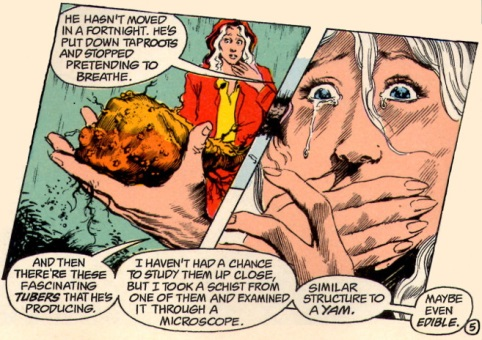 HE HASN'T MOVED
IN A FORTNIGHT. HE'S
PUT DOWN TAPROOTS
AND STOPPED
PRETENDING TO
BREATHE.
AND THEN
THERE'RE THESE
FASCINATING
TUBERS THAT HE'S
PRODUCING.
I HAVEN'T HAD A CHANCE
TO STUDY THEM UP CLOSE,
BUT I TOOK A SCHIST FROM
ONE OF THEM AND EXAMINED
IT THROUGH A
MICROSCOPE.
SIMILAR
STRUCTURE TO
A YAM.
MAYBE
EVEN
EDIBLE.
5